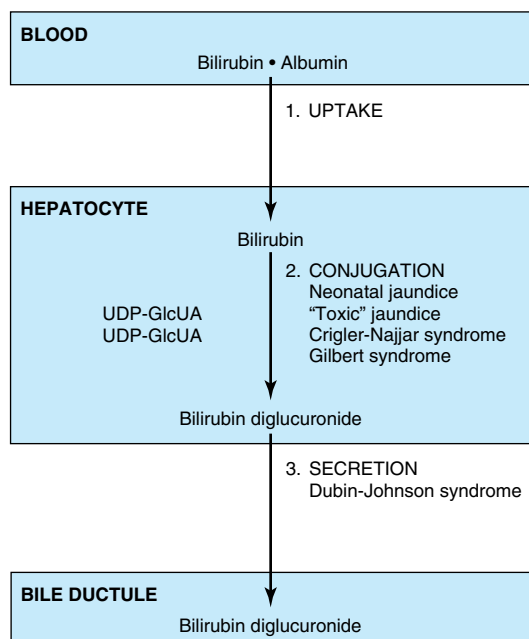 BLOOD
Bilirubin • Albumin
1. UPTAKE
HEPATOCYTE
Bilirubin
2. CONJUGATION
Neonatal jaundice
“Toxic” jaundice
Crigler-Najjar syndrome
Gilbert syndrome
UDP-GlcUA
UDP-GlcUA
Bilirubin diglucuronide
3. SECRETION
Dubin-Johnson syndrome
BILE DUCTULE
Bilirubin diglucuronide